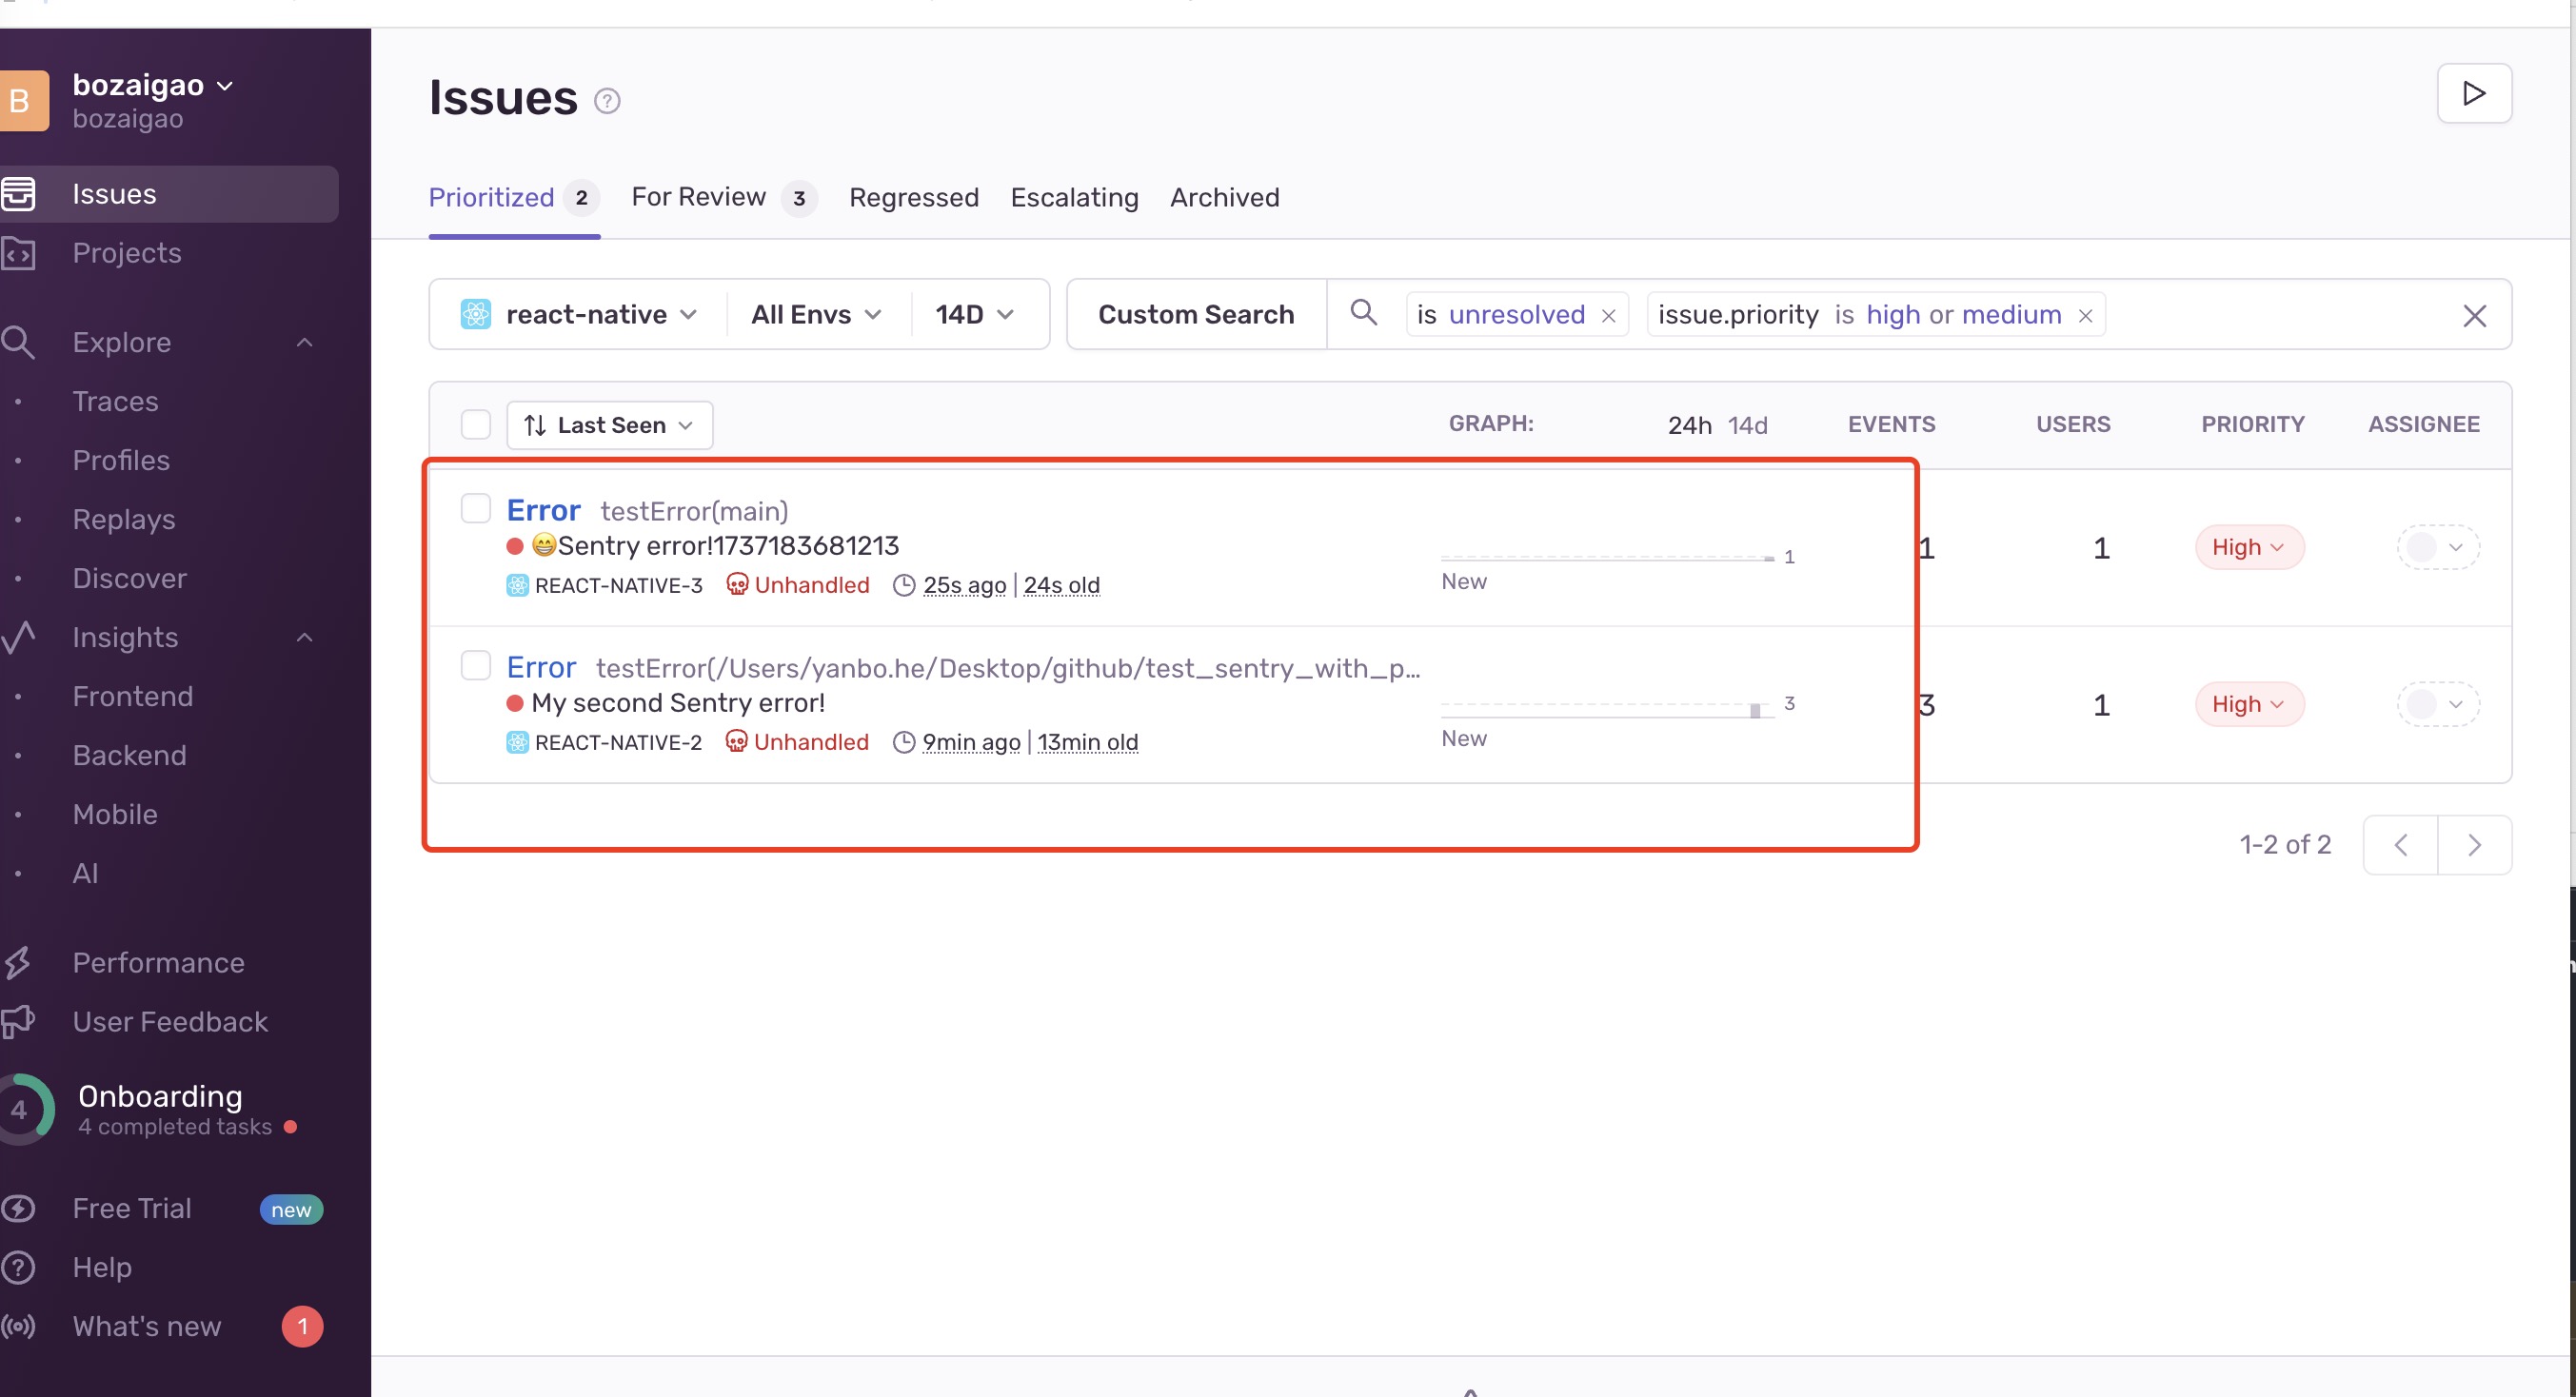 B
bozaigao
bozaigao
Issues
Projects
Explore
Traces
Profiles
Replays
Discover
Insights
Frontend
Backend
Mobile
AI
Performance
User Feedback
4
Onboarding
4 completed tasks
Free Trial new
Help
What's new 1
Issues ?
Prioritized 2 For Review 3 Regressed Escalating Archived
react-native All Envs 14D Custom Search is unresolved × issue.priority is high or medium ×
Last Seen GRAPH: 24h 14d EVENTS USERS PRIORITY ASSIGNEE
Error testError(main)
😁Sentry error!1737183681213
REACT-NATIVE-3 Unhandled 25s ago | 24s old
1
New
1 1 High
Error testError(/Users/yanbo.he/Desktop/github/test_sentry_with_p...
My second Sentry error!
REACT-NATIVE-2 Unhandled 9min ago | 13min old
3
New
3 1 High
1-2 of 2